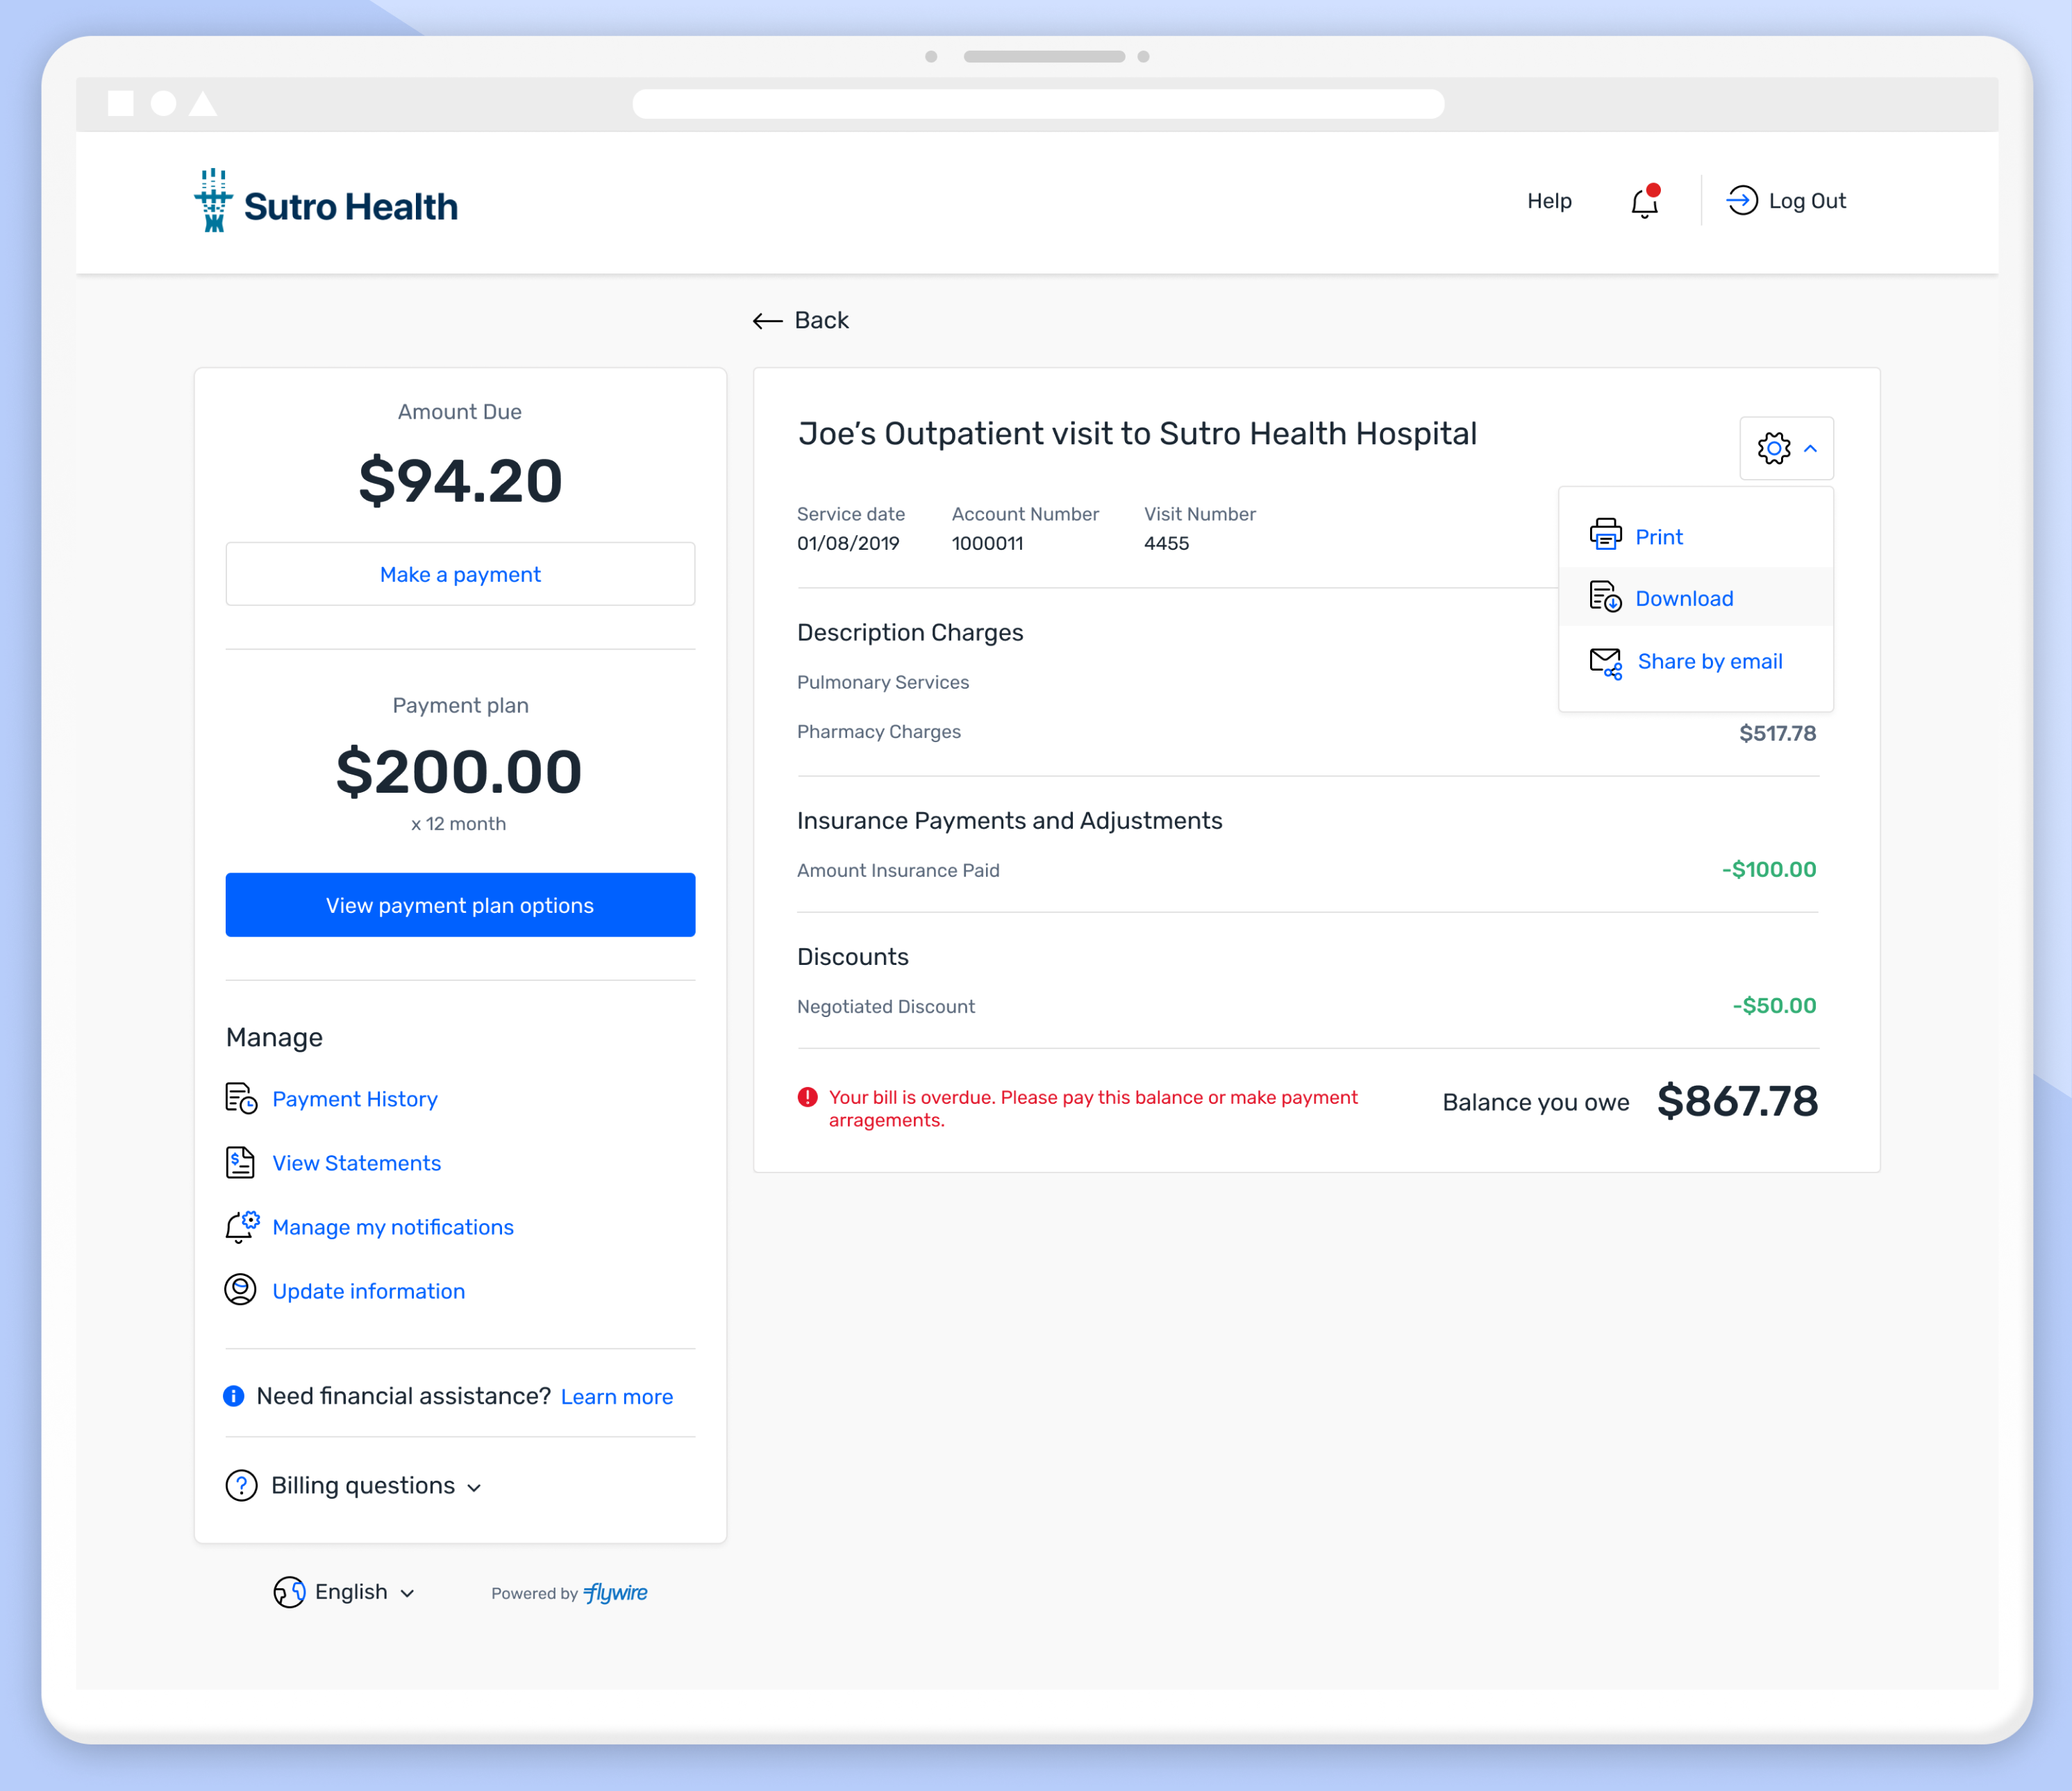 Sutro Health
Help
Log Out
Back
Amount Due
$94.20
Make a payment
Payment plan
$200.00
x 12 month
View payment plan options
Manage
Payment History
View Statements
Manage my notifications
Update information
Need financial assistance? Learn more
Billing questions
English
Powered by flywire
Joe’s Outpatient visit to Sutro Health Hospital
Service date Account Number Visit Number
01/08/2019 1000011 4455
Print
Download
Share by email
Description Charges
Pulmonary Services
Pharmacy Charges $517.78
Insurance Payments and Adjustments
Amount Insurance Paid -$100.00
Discounts
Negotiated Discount -$50.00
Your bill is overdue. Please pay this balance or make payment
arragements.
Balance you owe $867.78